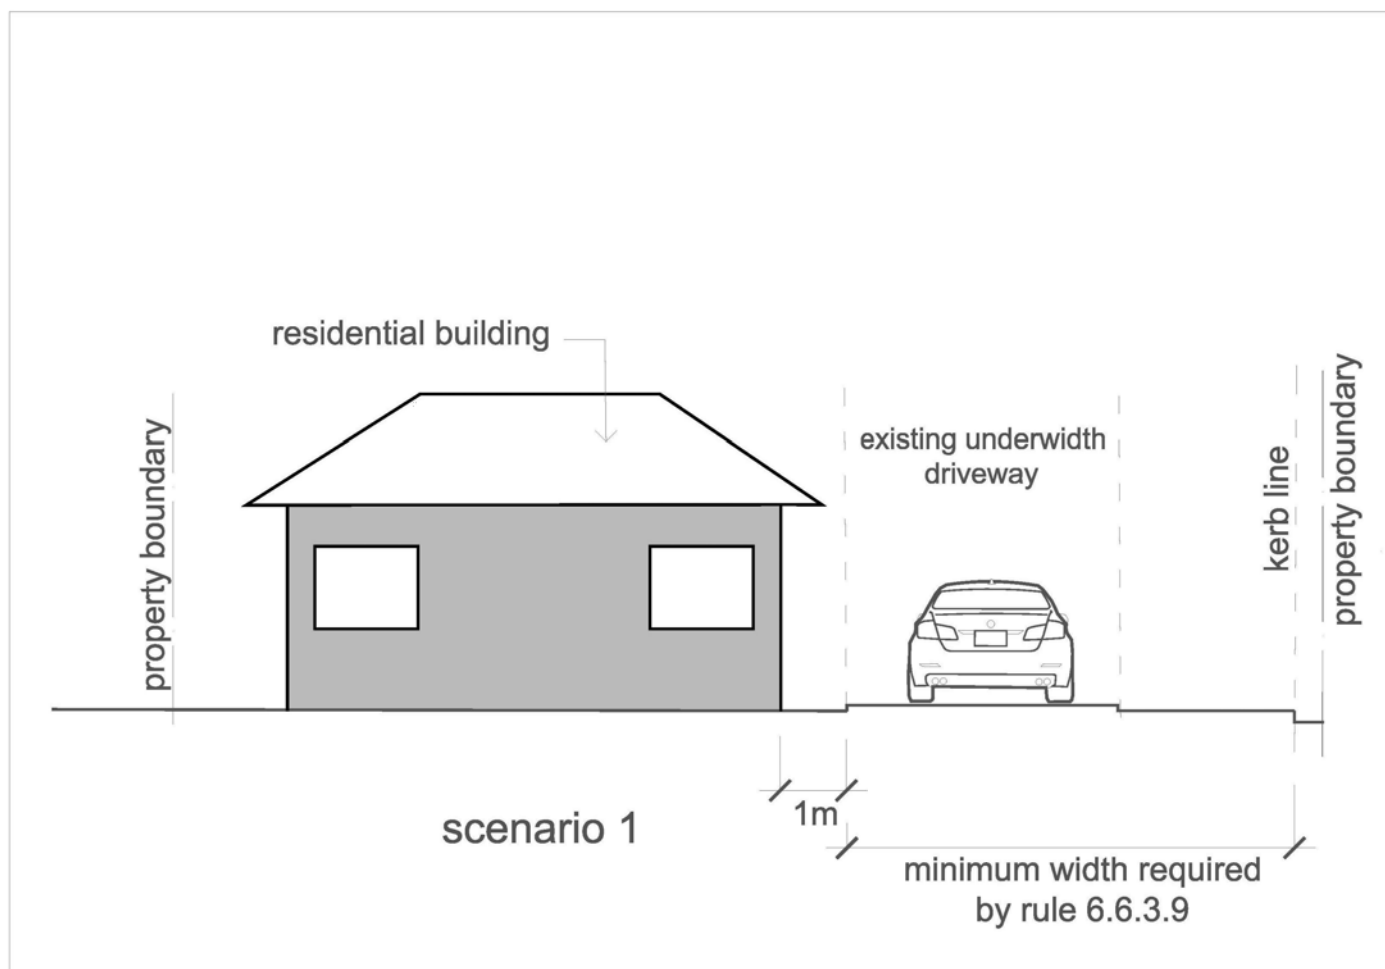 residential building
property boundary
existing underwidth
driveway
kerb line
property boundary
1m
scenario 1
minimum width required
by rule 6.6.3.9